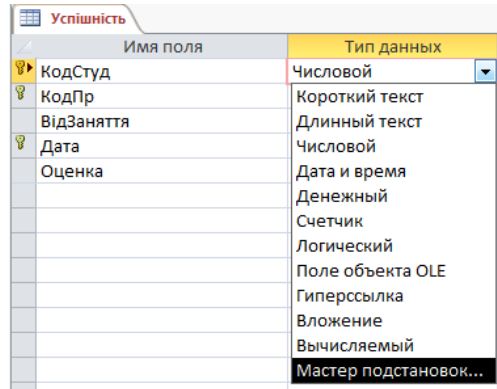 Успішність
Имя поля Тип данных
КодСтуд Числовой
КодПр Короткий текст
ВідЗаняття Длинный текст
Дата Числовой
Оценка Дата и время
Денежный
Счетчик
Логический
Поле объекта OLE
Гиперссылка
Вложение
Вычисляемый
Мастер подстановок...